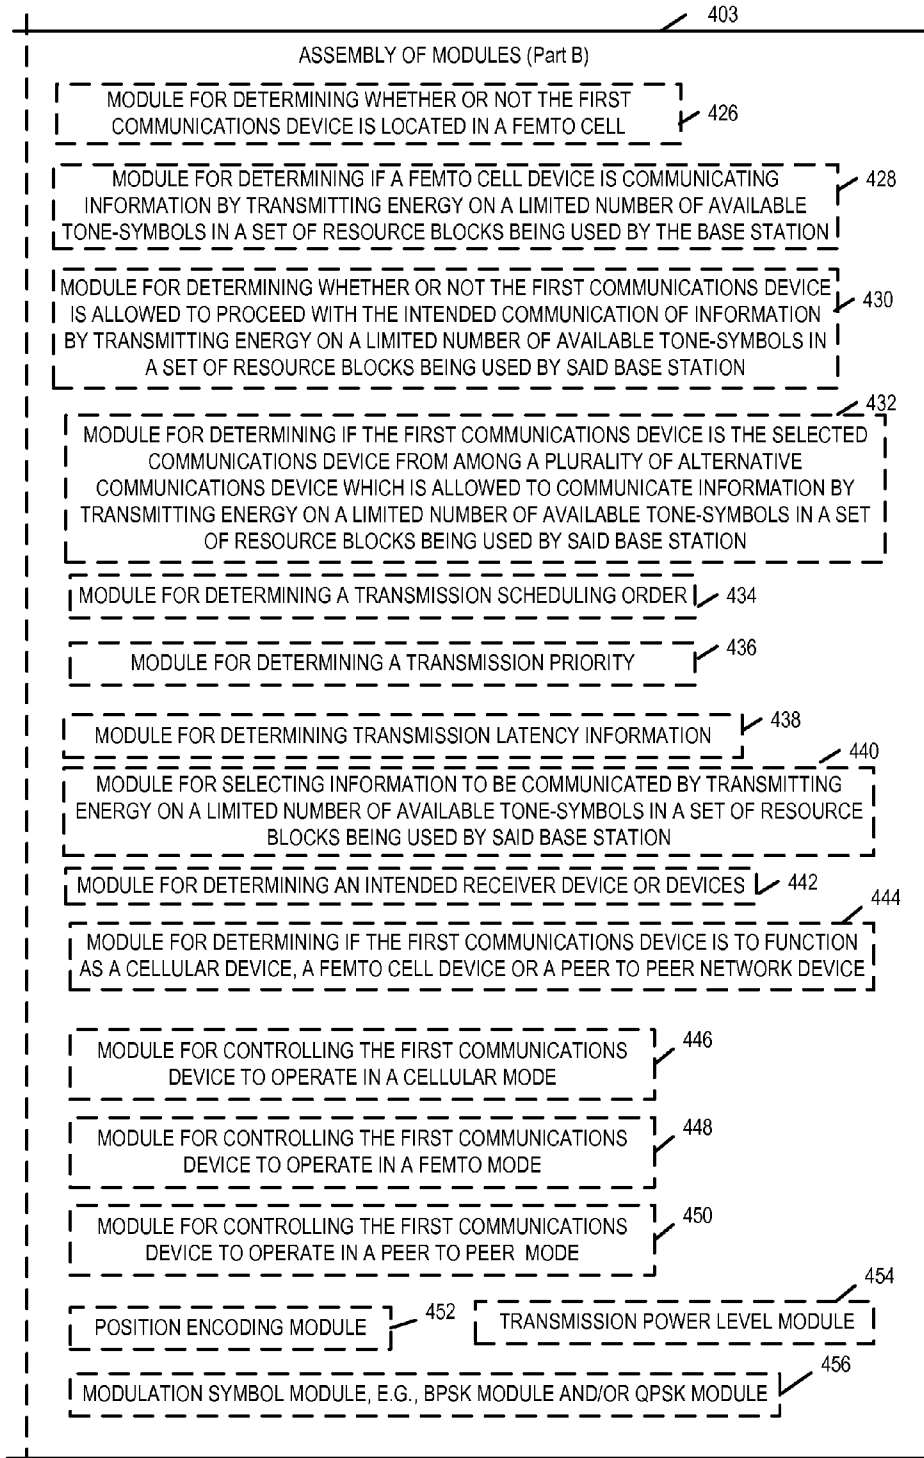 403
ASSEMBLY OF MODULES (Part B)
MODULE FOR DETERMINING WHETHER OR NOT THE FIRST
COMMUNICATIONS DEVICE IS LOCATED IN A FEMTO CELL
426
MODULE FOR DETERMINING IF A FEMTO CELL DEVICE IS COMMUNICATING
INFORMATION BY TRANSMITTING ENERGY ON A LIMITED NUMBER OF AVAILABLE
TONE-SYMBOLS IN A SET OF RESOURCE BLOCKS BEING USED BY THE BASE STATION
428
MODULE FOR DETERMINING WHETHER OR NOT THE FIRST COMMUNICATIONS DEVICE
IS ALLOWED TO PROCEED WITH THE INTENDED COMMUNICATION OF INFORMATION
BY TRANSMITTING ENERGY ON A LIMITED NUMBER OF AVAILABLE TONE-SYMBOLS IN
A SET OF RESOURCE BLOCKS BEING USED BY SAID BASE STATION
430
432
MODULE FOR DETERMINING IF THE FIRST COMMUNICATIONS DEVICE IS THE SELECTED
COMMUNICATIONS DEVICE FROM AMONG A PLURALITY OF ALTERNATIVE
COMMUNICATIONS DEVICE WHICH IS ALLOWED TO COMMUNICATE INFORMATION BY
TRANSMITTING ENERGY ON A LIMITED NUMBER OF AVAILABLE TONE-SYMBOLS IN A SET
OF RESOURCE BLOCKS BEING USED BY SAID BASE STATION
MODULE FOR DETERMINING A TRANSMISSION SCHEDULING ORDER
434
MODULE FOR DETERMINING A TRANSMISSION PRIORITY
436
MODULE FOR DETERMINING TRANSMISSION LATENCY INFORMATION
438
440
MODULE FOR SELECTING INFORMATION TO BE COMMUNICATED BY TRANSMITTING
ENERGY ON A LIMITED NUMBER OF AVAILABLE TONE-SYMBOLS IN A SET OF RESOURCE
BLOCKS BEING USED BY SAID BASE STATION
MODULE FOR DETERMINING AN INTENDED RECEIVER DEVICE OR DEVICES
442
444
MODULE FOR DETERMINING IF THE FIRST COMMUNICATIONS DEVICE IS TO FUNCTION
AS A CELLULAR DEVICE, A FEMTO CELL DEVICE OR A PEER TO PEER NETWORK DEVICE
MODULE FOR CONTROLLING THE FIRST COMMUNICATIONS
DEVICE TO OPERATE IN A CELLULAR MODE
446
MODULE FOR CONTROLLING THE FIRST COMMUNICATIONS
DEVICE TO OPERATE IN A FEMTO MODE
448
MODULE FOR CONTROLLING THE FIRST COMMUNICATIONS
DEVICE TO OPERATE IN A PEER TO PEER MODE
450
POSITION ENCODING MODULE
452
TRANSMISSION POWER LEVEL MODULE
454
MODULATION SYMBOL MODULE, E.G., BPSK MODULE AND/OR QPSK MODULE
456